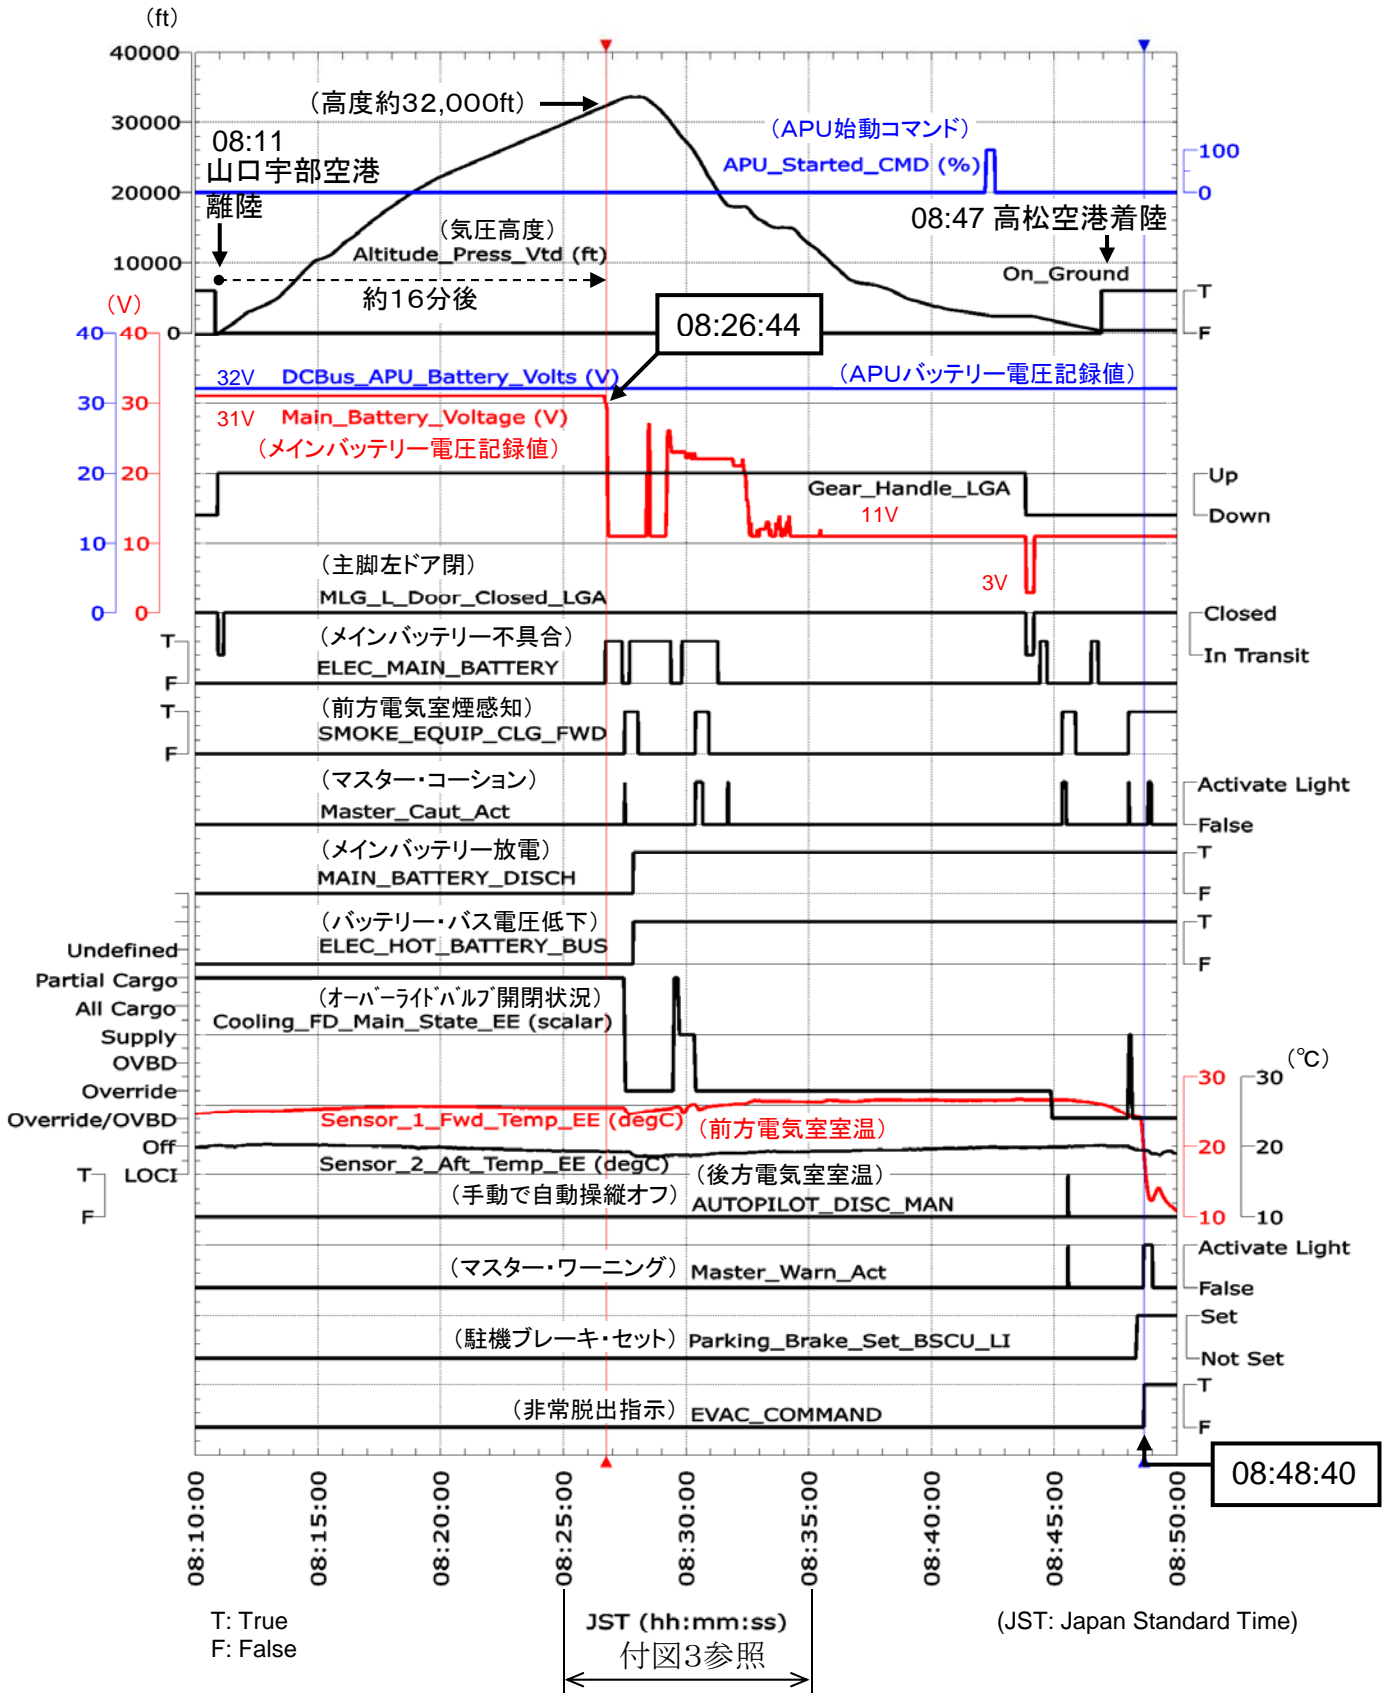 (ft)
40000
(高度約32,000ft)
30000
08:11
山口宇部空港
離陸
(APU始動コマンド)
APU_Started_CMD (%)
100
0
20000
08:47 高松空港着陸
(気圧高度)
Altitude_Press_Vtd (ft)
10000
On_Ground
約16分後
T
F
(V)
08:26:44
40
40
0
32V
DCBus_APU_Battery_Volts (V)
(APUバッテリー電圧記録値)
30
30
31V
Main_Battery_Voltage (V)
(メインバッテリー電圧記録値)
20
20
Gear_Handle_LGA
Up
Down
11V
10
10
(主脚左ドア閉)
3V
MLG_L_Door_Closed_LGA
0
0
Closed
In Transit
(メインバッテリー不具合)
T
ELEC_MAIN_BATTERY
F
(前方電気室煙感知)
T
SMOKE_EQUIP_CLG_FWD
F
(マスター・コーション)
Master_Caut_Act
Activate Light
False
(メインバッテリー放電)
MAIN_BATTERY_DISCH
T
F
(バッテリー・バス電圧低下)
ELEC_HOT_BATTERY_BUS
T
F
Undefined
Partial Cargo
(オーバーライドバルブ開閉状況)
All Cargo
Cooling_FD_Main_State_EE (scalar)
Supply
OVBD
(℃)
Override
30
30
Override/OVBD
Sensor_1_Fwd_Temp_EE (degC)
(前方電気室室温)
Off
20
20
Sensor_2_Aft_Temp_EE (degC)
(後方電気室室温)
T
LOCI
(手動で自動操縦オフ)
AUTOPILOT_DISC_MAN
F
10
10
(マスター・ワーニング)
Master_Warn_Act
Activate Light
False
(駐機ブレーキ・セット)
Parking_Brake_Set_BSCU_LI
Set
Not Set
(非常脱出指示)
EVAC_COMMAND
T
F
08:48:40
08:10:00
08:15:00
08:20:00
08:25:00
08:30:00
08:35:00
08:40:00
08:45:00
08:50:00
T: True
F: False
JST (hh:mm:ss)
(JST: Japan Standard Time)
付図3参照